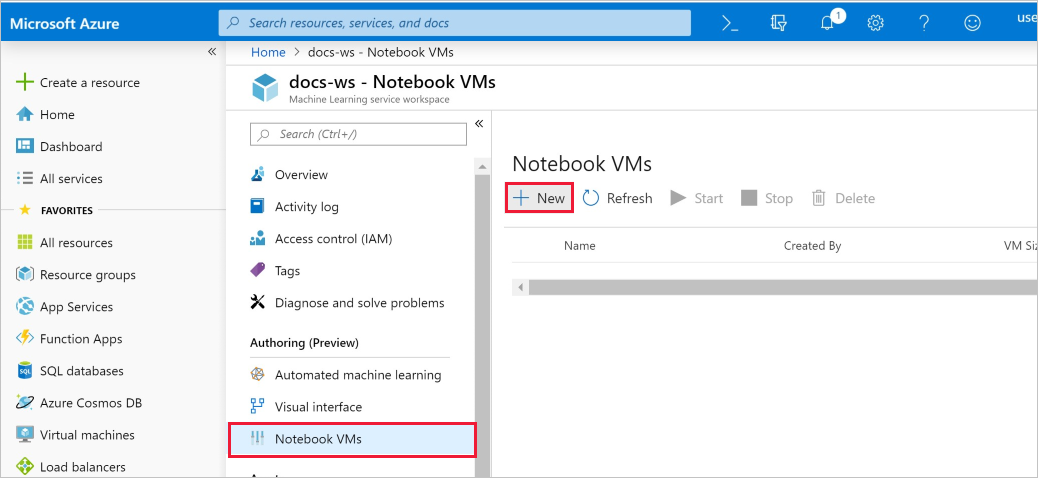 Microsoft Azure
Search resources, services, and docs
1
use
Create a resource
Home
Dashboard
All services
FAVORITES
All resources
Resource groups
App Services
Function Apps
SQL databases
Azure Cosmos DB
Virtual machines
Load balancers
Home > docs-ws - Notebook VMs
docs-ws - Notebook VMs
Machine Learning service workspace
Search (Ctrl+/)
Overview
Activity log
Access control (IAM)
Tags
Diagnose and solve problems
Authoring (Preview)
Automated machine learning
Visual interface
Notebook VMs
Notebook VMs
New Refresh Start Stop Delete
Name Created By VM Siz